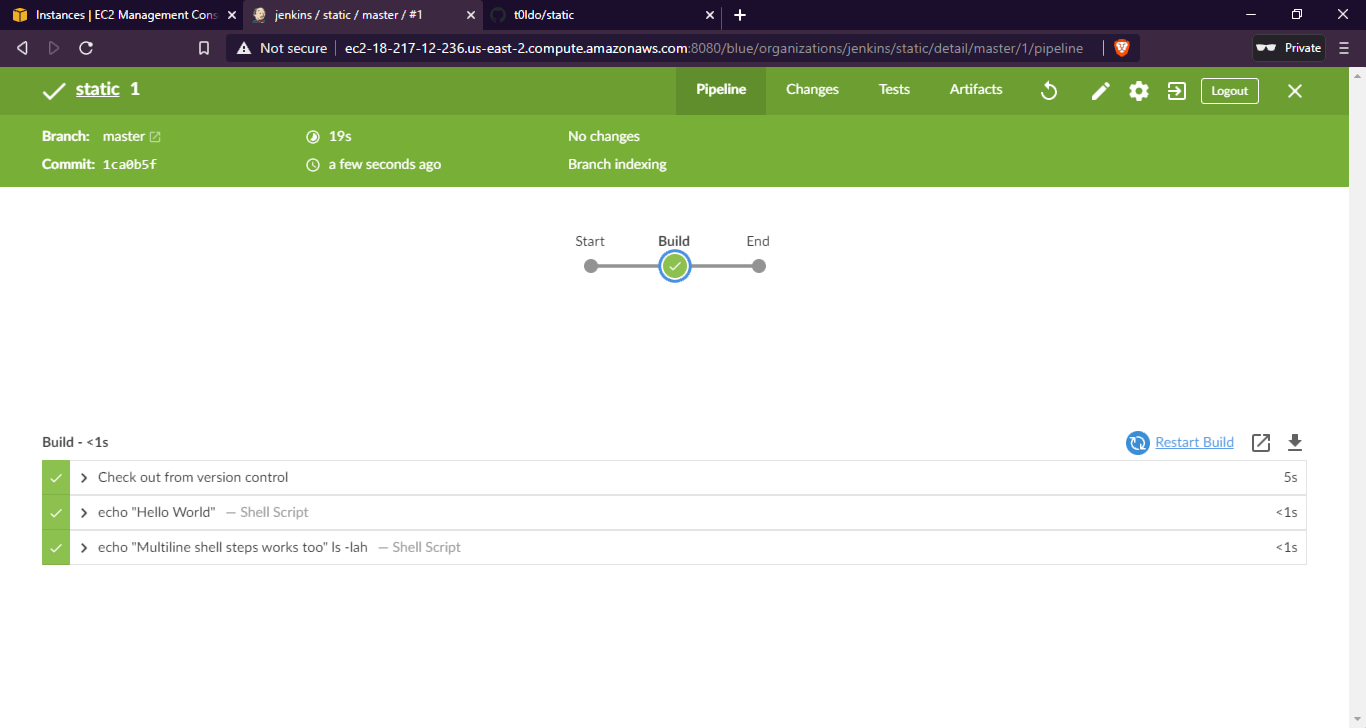 Instances | EC2 Management Cons
jenkins / static / master / #1
t0ldo/static
Not secure
ec2-18-217-12-236.us-east-2.compute.amazonaws.com:8080/blue/organizations/jenkins/static/detail/master/1/pipeline
Private
static 1
Pipeline
Changes
Tests
Artifacts
Logout
Branch: master
19s
No changes
Commit: 1ca0b5f
a few seconds ago
Branch indexing
Start
Build
End
Build - <1s
Restart Build
Check out from version control
5s
echo "Hello World" — Shell Script
<1s
echo "Multiline shell steps works too" ls -lah — Shell Script
<1s